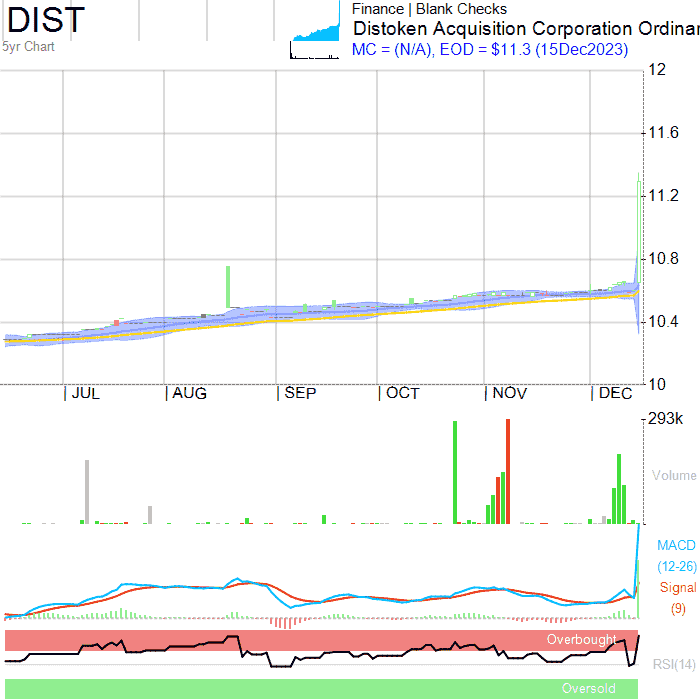 DIST
5yr Chart
Finance | Blank Checks
Distoken Acquisition Corporation Ordinar
MC = (N/A), EOD = $11.3 (15Dec2023)
12
11.6
11.2
10.8
10.4
10
JUL
AUG
SEP
OCT
NOV
DEC
293k
Volume
MACD
(12-26)
Signal
(9)
Overbought
RSI(14)
Oversold